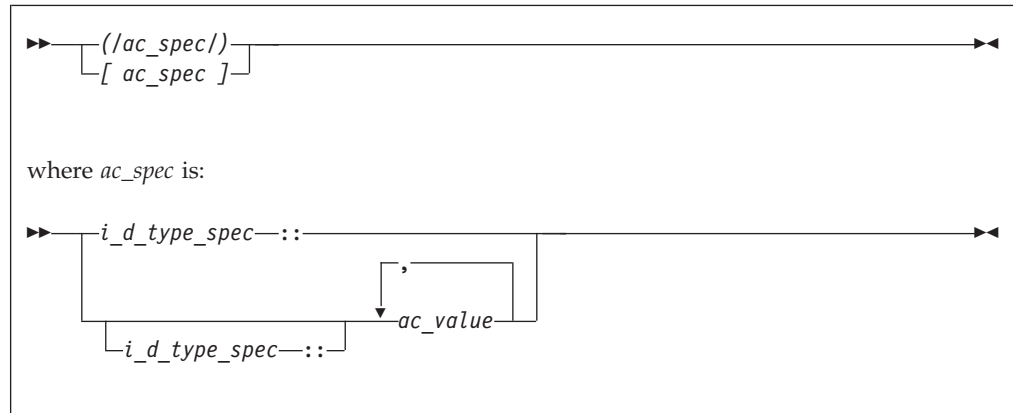 (/ac_spec/)
[ ac_spec ]
where ac_spec is:
i_d_type_spec ::
,
ac_value
i_d_type_spec ::